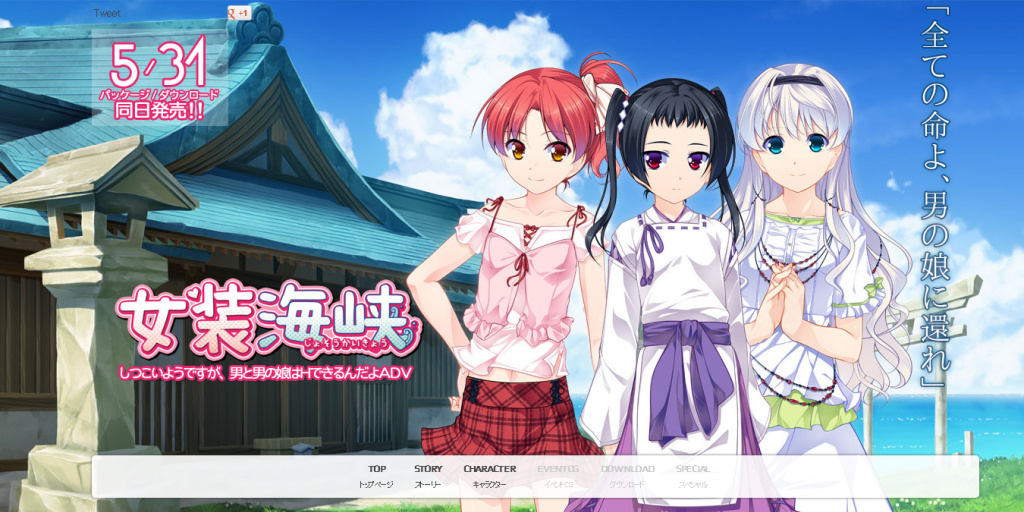 Tweet
+1
5/31
パッケージ/ダウンロード
同日発売!!
「全ての命よ、男の娘に還れ」
女装海峡
じょそうかいきょう
しつこいようですが、男と男の娘はHできるんだよADV
TOP STORY CHARACTER EVENTCG DOWNLOAD SPECIAL
トップページ ストーリー キャラクター イベントCG ダウンロード スペシャル